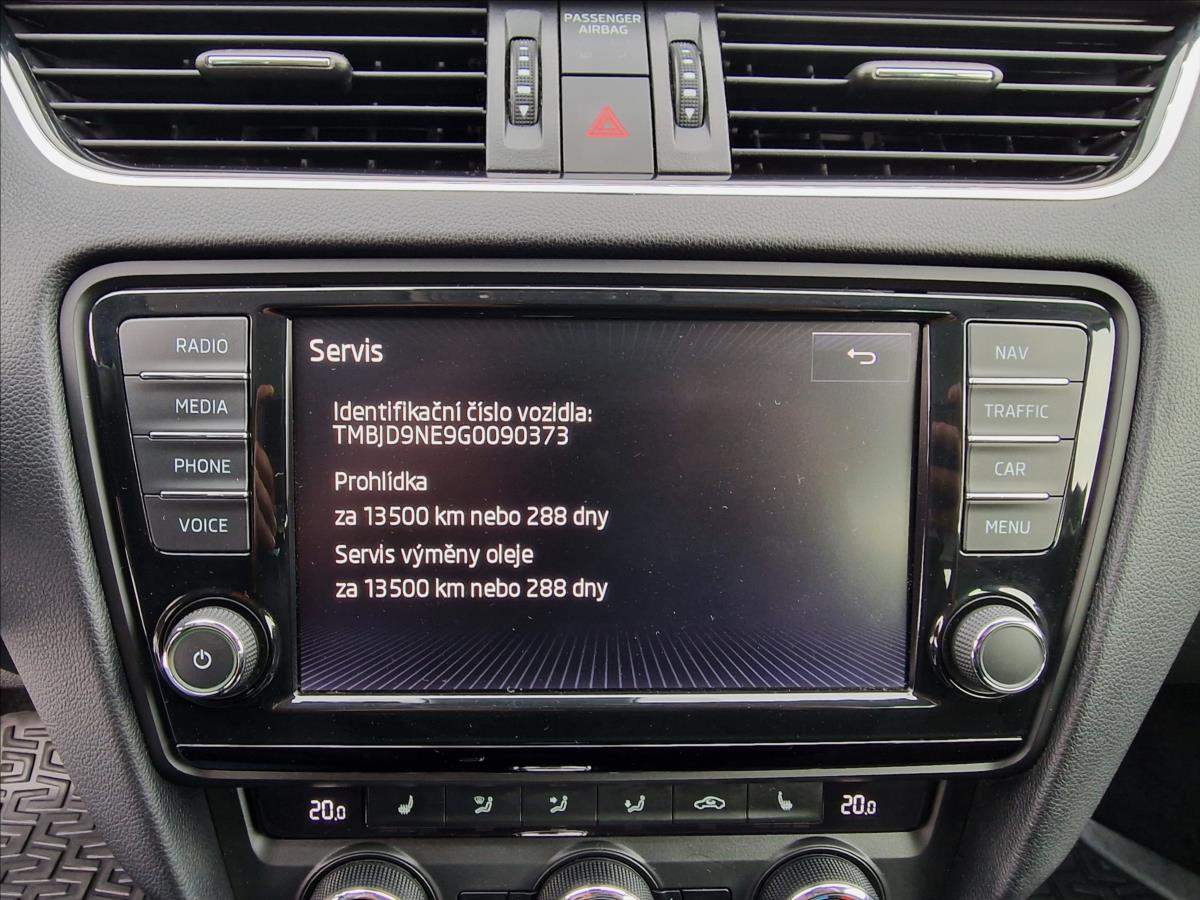 PASSENGER
AIRBAG
RADIO
MEDIA
PHONE
VOICE
Servis
Identifikační číslo vozidla:
TMBJD9NE9G0090373
Prohlídka
za 13500 km nebo 288 dny
Servis výměny oleje
za 13500 km nebo 288 dny
NAV
TRAFFIC
CAR
MENU
20.0
20.0